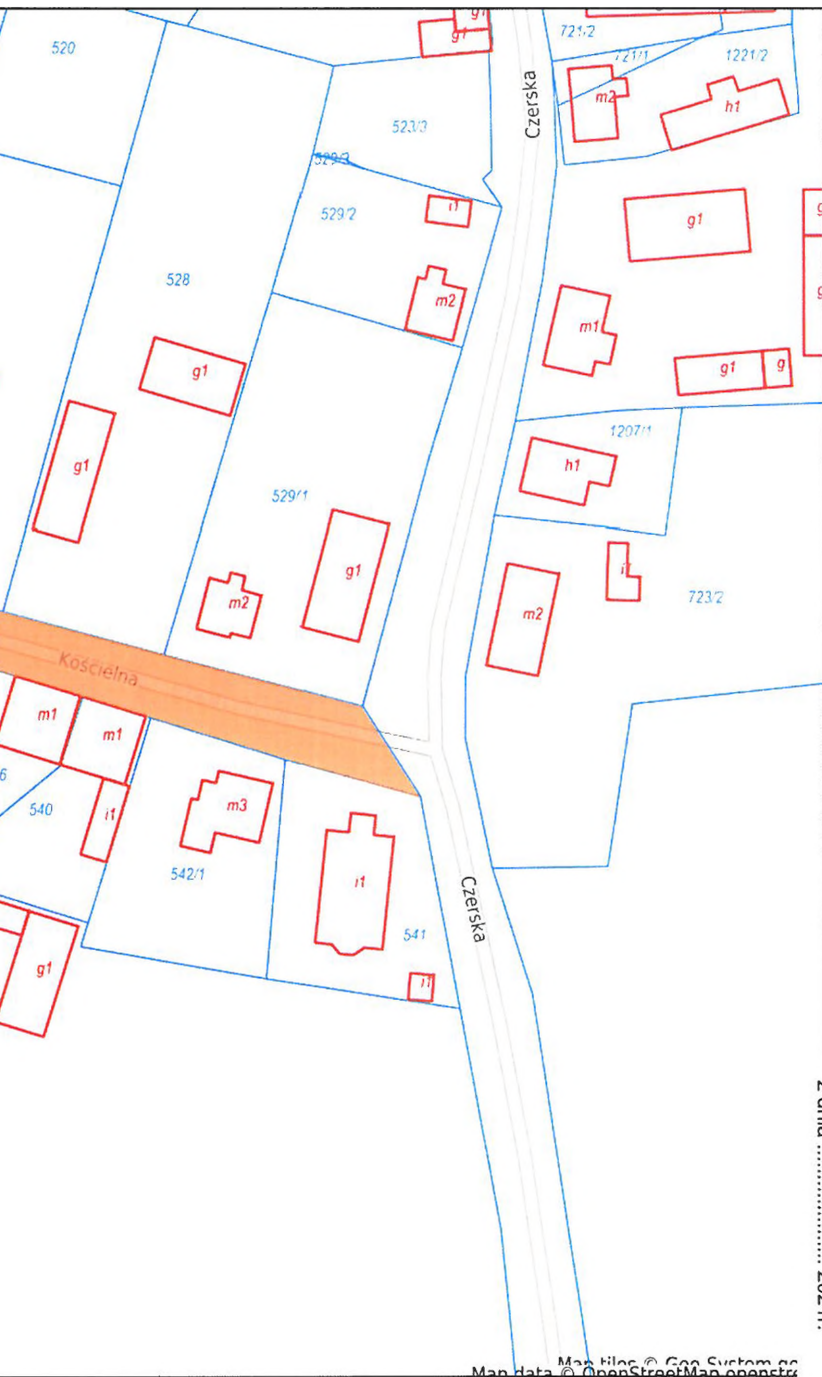 g1
g1
520
721/2
721/1
1221/2
Czerska
m2
h1
523/3
529/3
529/2
i1
g1
528
m2
m1
g1
g1
g
1207/1
g1
h1
529/1
g1
i1
m2
m2
723/2
Kościelna
m1
m1
m3
540
i1
542/1
i1
Czerska
541
g1
i1
Map tiles © Geo System
Map data © OpenStreetMap